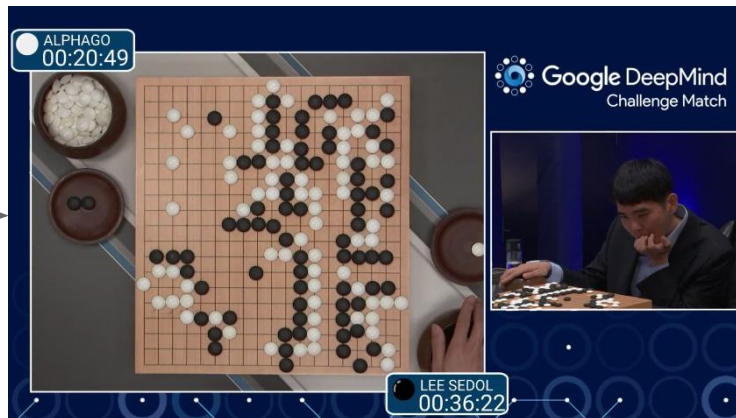 ALPHAGO
00:20:49
Google DeepMind
Challenge Match
LEE SEDOL
00:36:22